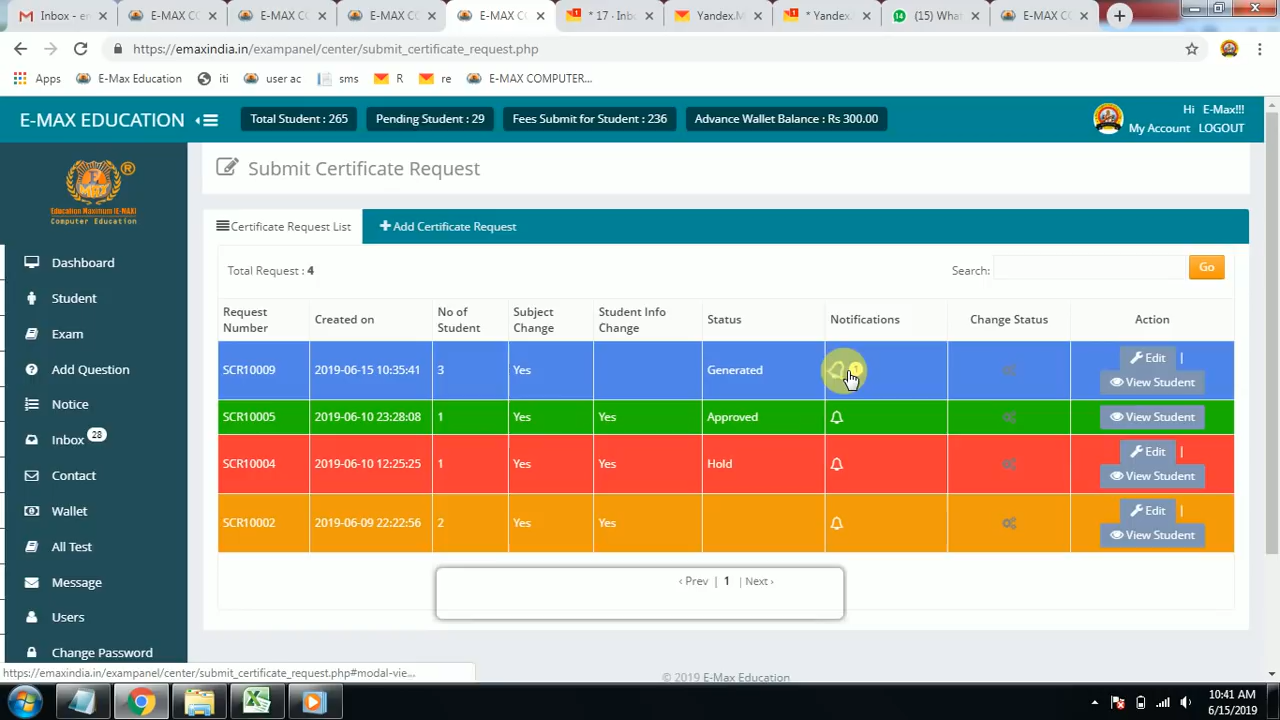 Inbox - en
E-MAX CO
E-MAX CO
E-MAX CO
E-MAX CO
* 17 · Inb
Yandex.M
* Yandex.
(15) What
E-MAX CO
https://emaxindia.in/exampanel/center/submit_certificate_request.php
Apps
E-Max Education
iti
user ac
sms
R
re
E-MAX COMPUTER...
E-MAX EDUCATION
Total Student : 265
Pending Student : 29
Fees Submit for Student : 236
Advance Wallet Balance : Rs 300.00
Hi E-Max!!!
My Account LOGOUT
E-MAX
Education Maximum (E-MAX)
Computer Education
Dashboard
Student
Exam
Add Question
Notice
Inbox 28
Contact
Wallet
All Test
Message
Users
Change Password
Submit Certificate Request
Certificate Request List
Add Certificate Request
Total Request : 4
Search:
Go
Request Number
Created on
No of Student
Subject Change
Student Info Change
Status
Notifications
Change Status
Action
SCR10009 2019-06-15 10:35:41 3 Yes Generated 1 Edit | View Student
SCR10005 2019-06-10 23:28:08 1 Yes Yes Approved View Student
SCR10004 2019-06-10 12:25:25 1 Yes Yes Hold Edit | View Student
SCR10002 2019-06-09 22:22:56 2 Yes Yes Edit | View Student
‹ Prev | 1 | Next ›
© 2019 E-Max Education
https://emaxindia.in/exampanel/center/submit_certificate_request.php#modal-vie...
10:41 AM
6/15/2019